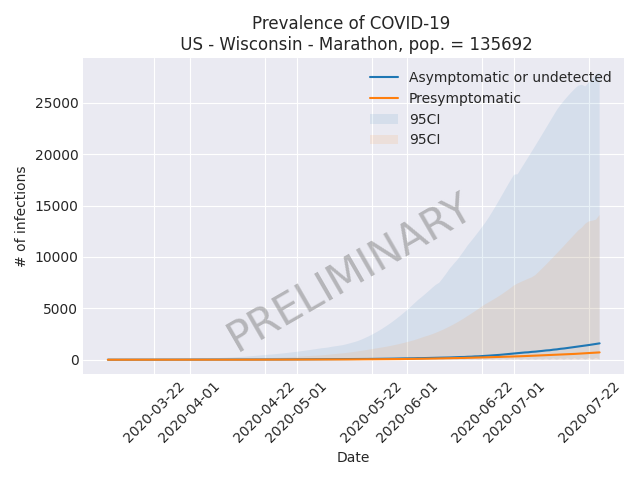 Prevalence of COVID-19
US - Wisconsin - Marathon, pop. = 135692
Asymptomatic or undetected
Presymptomatic
95CI
95CI
PRELIMINARY
# of infections
25000
20000
15000
10000
5000
0
2020-03-22
2020-04-01
2020-04-22
2020-05-01
2020-05-22
2020-06-01
2020-06-22
2020-07-01
2020-07-22
Date